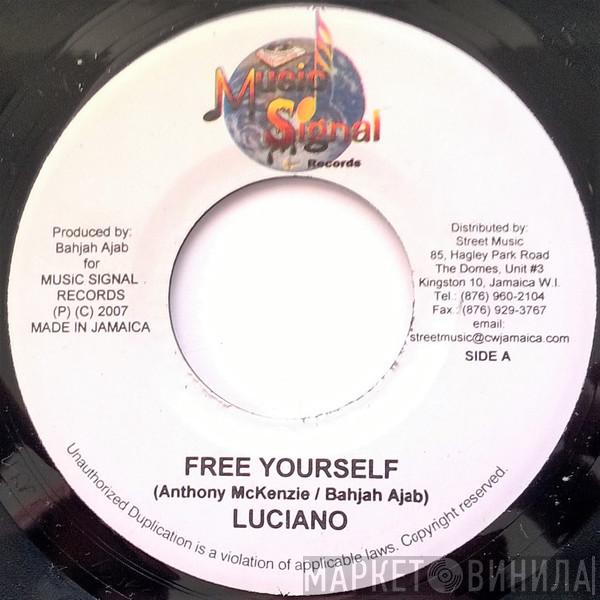 Music
Signal
Records
Produced by:
Bahjah Ajab
for
MUSIC SIGNAL
RECORDS
(P) (C) 2007
MADE IN JAMAICA
Distributed by:
Street Music
85, Hagley Park Road
The Domes, Unit #3
Kingston 10, Jamaica W.I.
Tel.: (876) 960-2104
Fax.: (876) 929-3767
email:
streetmusic@cwjamaica.com
SIDE A
FREE YOURSELF
(Anthony McKenzie / Bahjah Ajab)
LUCIANO
Unauthorized Duplication is a violation of applicable laws. Copyright reserved.
МАРКЕТ ВИНИЛА